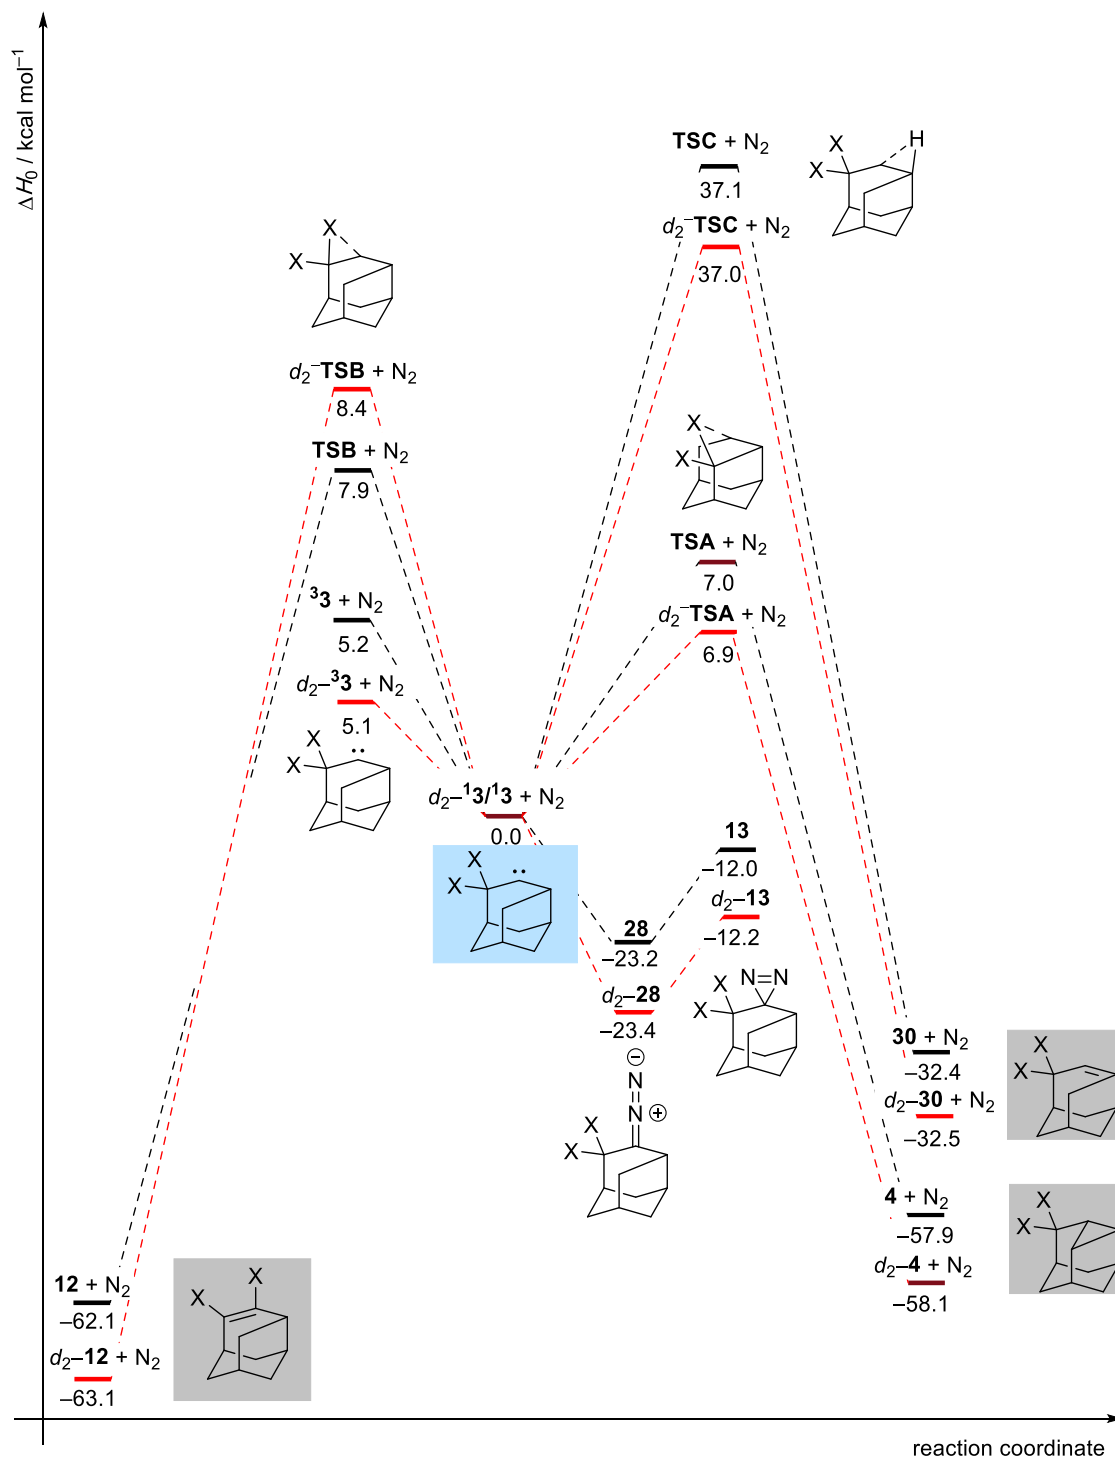 ΔH₀ / kcal mol⁻¹
TSC + N₂
37.1
H
X
X
d₂–TSC + N₂
37.0
X
X
d₂–TSB + N₂
8.4
X
X
TSB + N₂
7.9
TSA + N₂
7.0
³3 + N₂
5.2
d₂–TSA + N₂
6.9
d₂–³3 + N₂
5.1
X
X
d₂–¹3/¹3 + N₂
0.0
X
X
13
–12.0
d₂–13
–12.2
28
–23.2
N=N
X
X
d₂–28
–23.4
–
N
N +
X
X
30 + N₂
–32.4
X
X
d₂–30 + N₂
–32.5
4 + N₂
–57.9
X
X
d₂–4 + N₂
–58.1
12 + N₂
–62.1
X
X
d₂–12 + N₂
–63.1
reaction coordinate